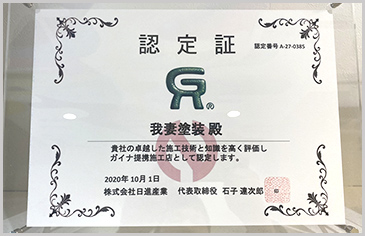 認定証
認定番号 A-27-0385
GR®
我妻塗装 殿
貴社の卓越した施工技術と知識を高く評価し
ガイナ提携施工店として認定します。
2020年10月1日
株式会社日進産業 代表取締役 石子 達次郎